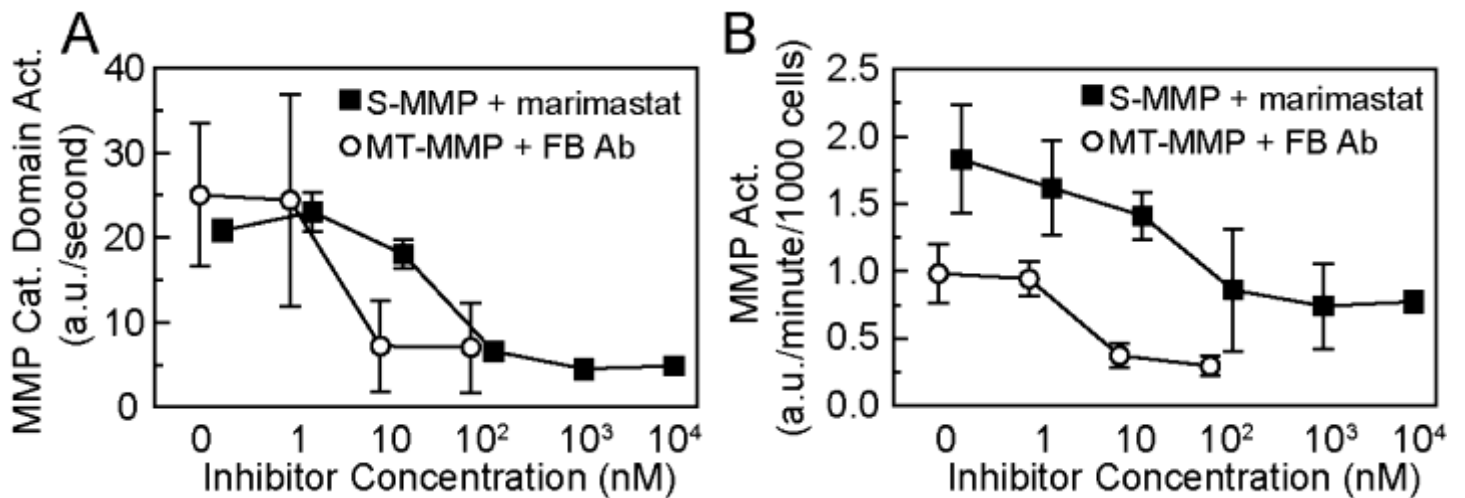 A
MMP Cat. Domain Act.
(a.u./second)
40
30
20
10
0
S-MMP + marimastat
MT-MMP + FB Ab
0 1 10 10² 10³ 10⁴
Inhibitor Concentration (nM)
B
MMP Act.
(a.u./minute/1000 cells)
2.5
2.0
1.5
1.0
0.5
0.0
S-MMP + marimastat
MT-MMP + FB Ab
0 1 10 10² 10³ 10⁴
Inhibitor Concentration (nM)